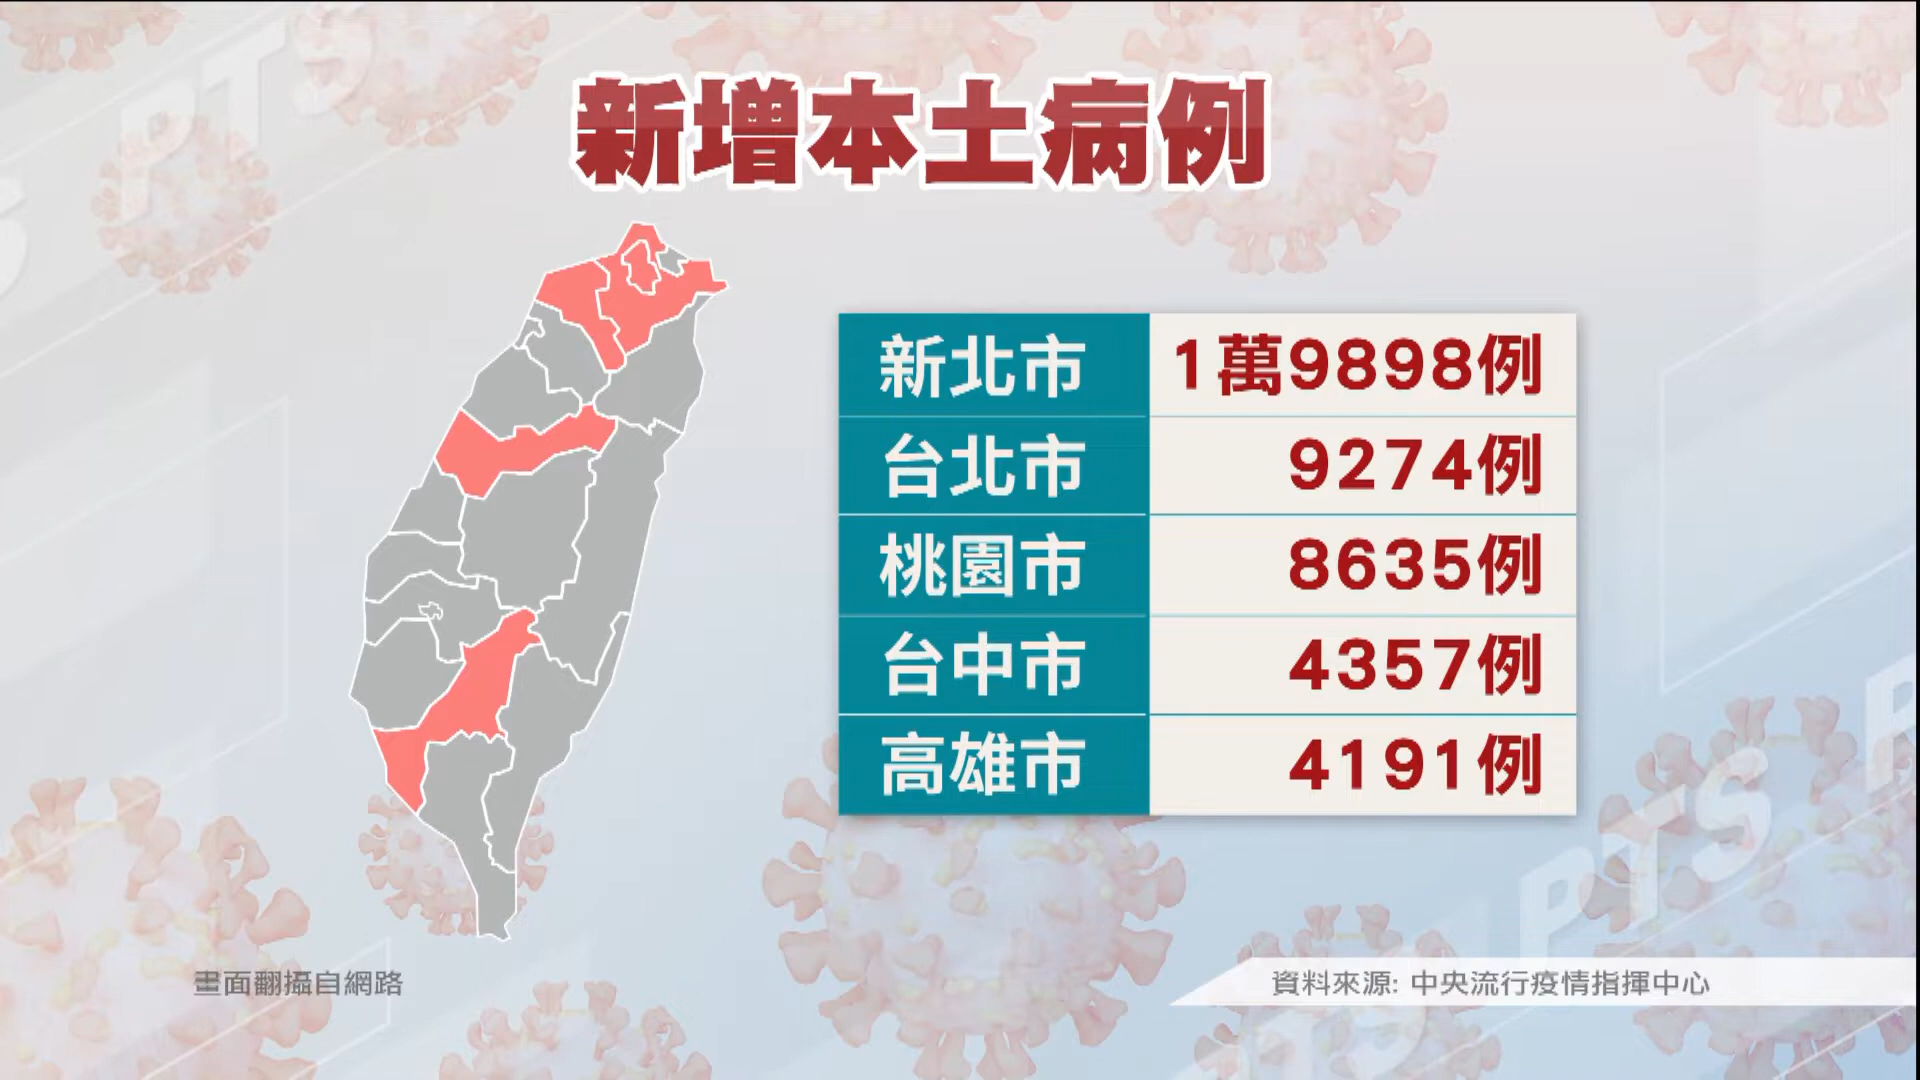 新增本土病例
新北市 1萬9898例
台北市 9274例
桃園市 8635例
台中市 4357例
高雄市 4191例
畫面翻攝自網路
資料來源: 中央流行疫情指揮中心
PTS
PTS